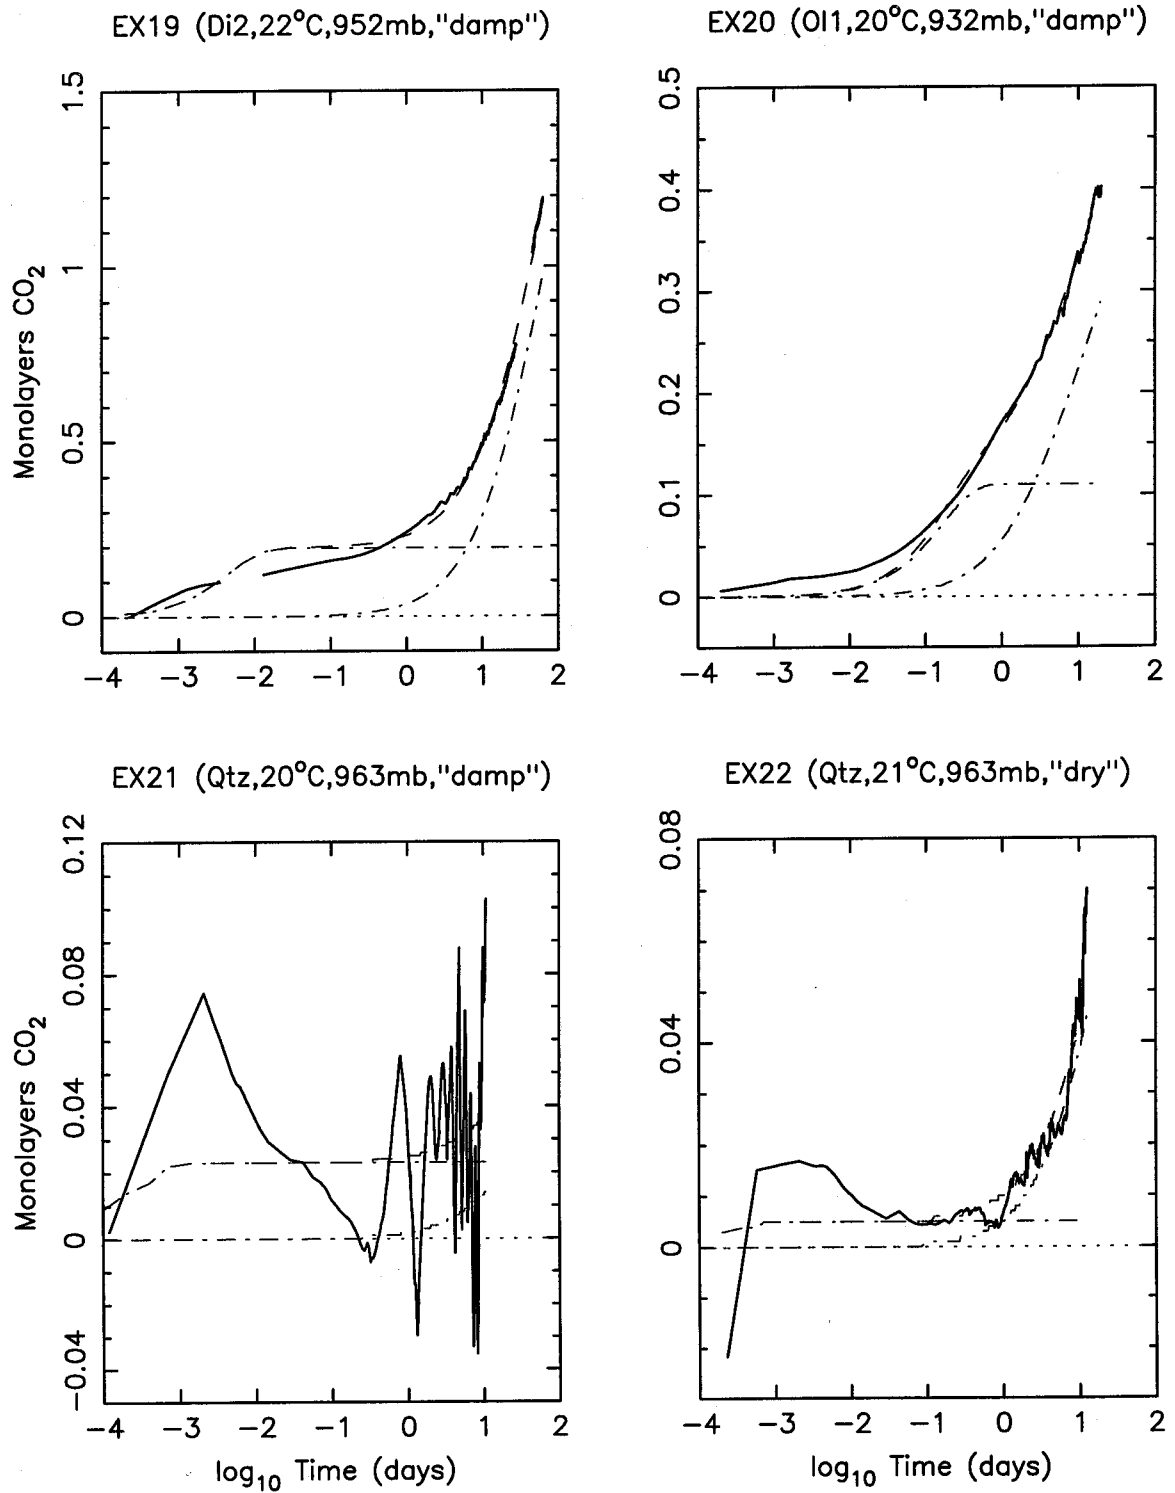 EX19 (Di2,22°C,952mb,"damp")
1.5
1
0.5
0
Monolayers CO2
−4 −3 −2 −1 0 1 2
EX20 (Ol1,20°C,932mb,"damp")
0.5
0.4
0.3
0.2
0.1
0
−4 −3 −2 −1 0 1 2
EX21 (Qtz,20°C,963mb,"damp")
0.12
0.08
0.04
0
−0.04
Monolayers CO2
−4 −3 −2 −1 0 1 2
log10 Time (days)
EX22 (Qtz,21°C,963mb,"dry")
0.08
0.04
0
−4 −3 −2 −1 0 1 2
log10 Time (days)